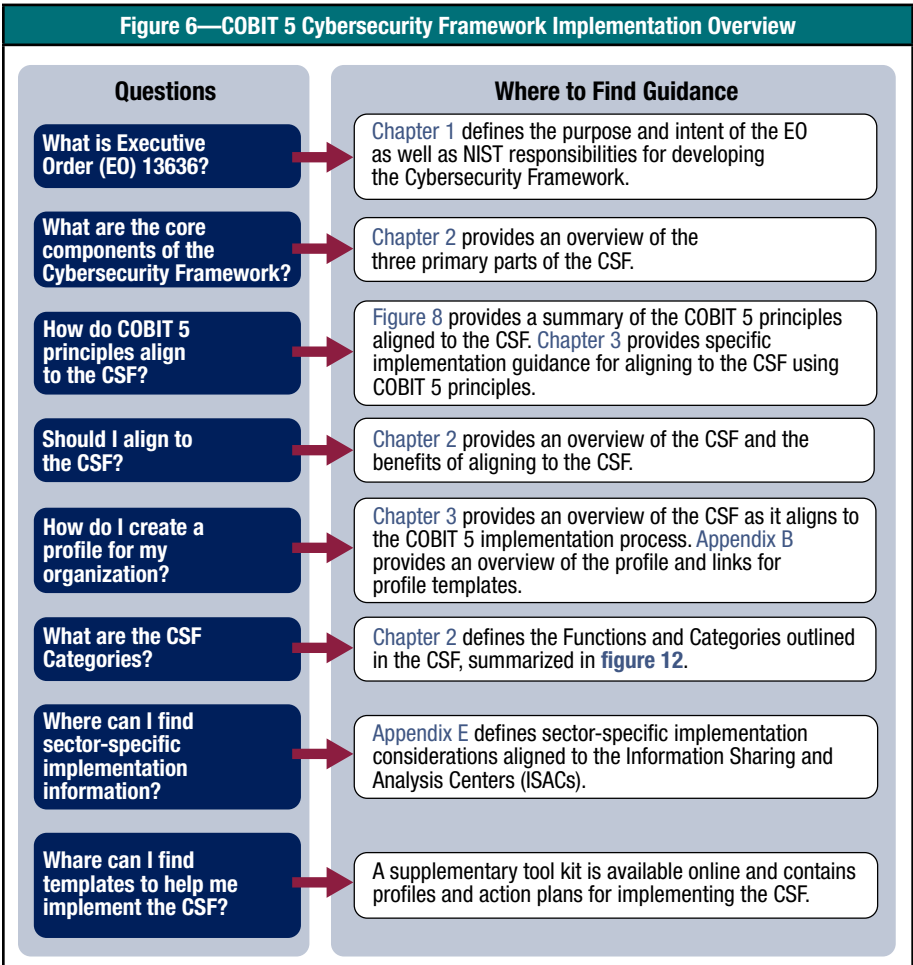 Figure 6—COBIT 5 Cybersecurity Framework Implementation Overview
Questions
Where to Find Guidance
What is Executive
Order (EO) 13636?
Chapter 1 defines the purpose and intent of the EO
as well as NIST responsibilities for developing
the Cybersecurity Framework.
What are the core
components of the
Cybersecurity Framework?
Chapter 2 provides an overview of the
three primary parts of the CSF.
How do COBIT 5
principles align
to the CSF?
Figure 8 provides a summary of the COBIT 5 principles
aligned to the CSF. Chapter 3 provides specific
implementation guidance for aligning to the CSF using
COBIT 5 principles.
Should I align to
the CSF?
Chapter 2 provides an overview of the CSF and the
benefits of aligning to the CSF.
How do I create a
profile for my
organization?
Chapter 3 provides an overview of the CSF as it aligns to
the COBIT 5 implementation process. Appendix B
provides an overview of the profile and links for
profile templates.
What are the CSF
Categories?
Chapter 2 defines the Functions and Categories outlined
in the CSF, summarized in figure 12.
Where can I find
sector-specific
implementation
information?
Appendix E defines sector-specific implementation
considerations aligned to the Information Sharing and
Analysis Centers (ISACs).
Whare can I find
templates to help me
implement the CSF?
A supplementary tool kit is available online and contains
profiles and action plans for implementing the CSF.